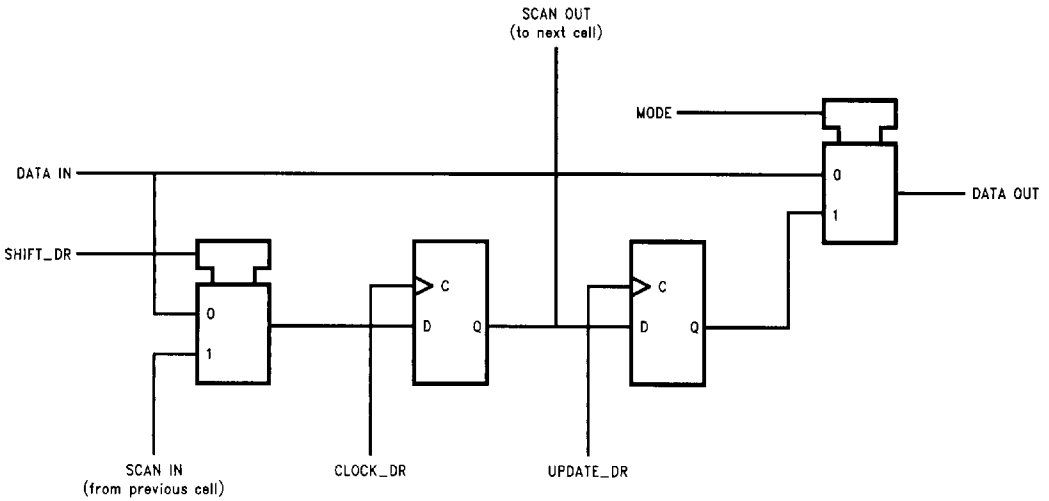 SCAN OUT
(to next cell)
MODE
DATA IN
0
DATA OUT
1
SHIFT_DR
C
C
0
D
Q
D
Q
1
SCAN IN
(from previous cell)
CLOCK_DR
UPDATE_DR